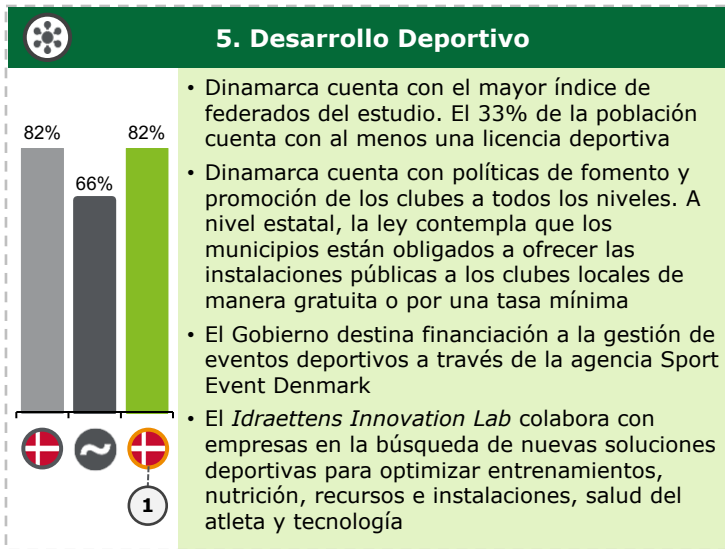 5. Desarrollo Deportivo
82%
66%
82%
1
• Dinamarca cuenta con el mayor índice de
federados del estudio. El 33% de la población
cuenta con al menos una licencia deportiva
• Dinamarca cuenta con políticas de fomento y
promoción de los clubes a todos los niveles. A
nivel estatal, la ley contempla que los
municipios están obligados a ofrecer las
instalaciones públicas a los clubes locales de
manera gratuita o por una tasa mínima
• El Gobierno destina financiación a la gestión de
eventos deportivos a través de la agencia Sport
Event Denmark
• El Idraettens Innovation Lab colabora con
empresas en la búsqueda de nuevas soluciones
deportivas para optimizar entrenamientos,
nutrición, recursos e instalaciones, salud del
atleta y tecnología